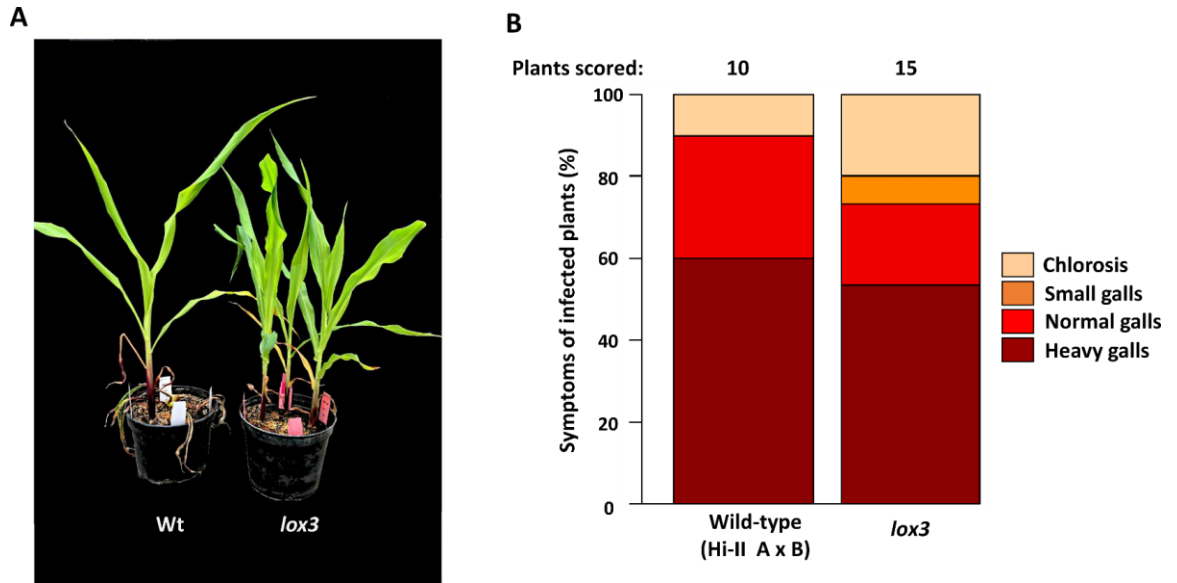 A
Wt
lox3
B
Plants scored: 10 15
Symptoms of infected plants (%)
100
80
60
40
20
0
Wild-type
(Hi-II A x B)
lox3
Chlorosis
Small galls
Normal galls
Heavy galls